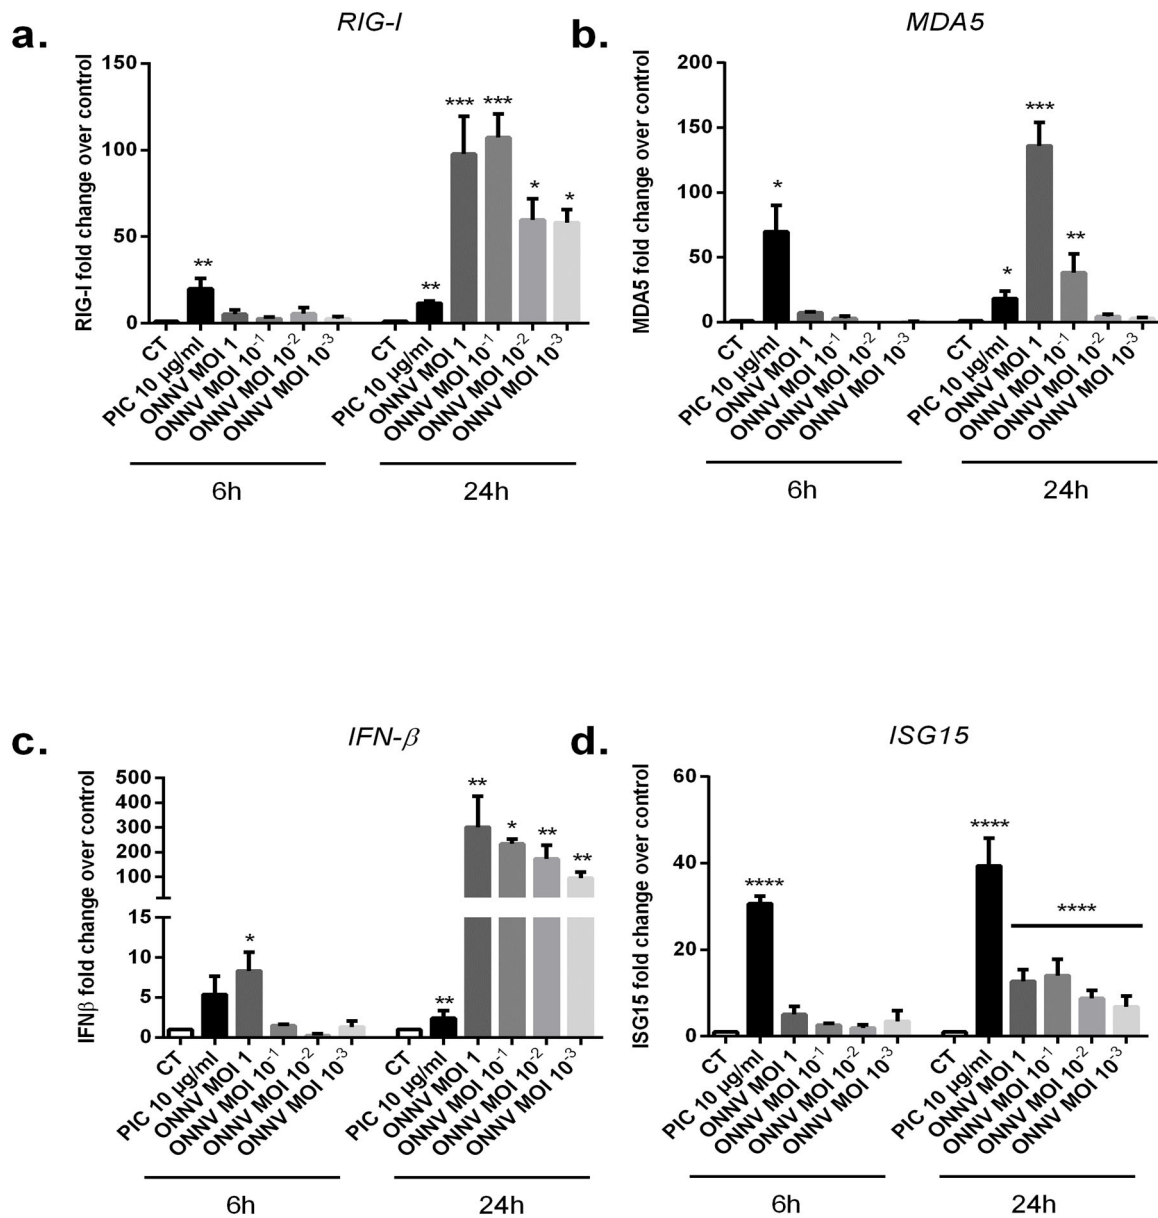 a.
RIG-I
RIG-I fold change over control
150
100
50
0
**
**
***
***
*
*
CT
PIC 10 µg/ml
ONNV MOI 1
ONNV MOI 10⁻¹
ONNV MOI 10⁻²
ONNV MOI 10⁻³
CT
PIC 10 µg/ml
ONNV MOI 1
ONNV MOI 10⁻¹
ONNV MOI 10⁻²
ONNV MOI 10⁻³
6h
24h
b.
MDA5
MDA5 fold change over control
200
150
100
50
0
*
*
***
**
CT
PIC 10 µg/ml
ONNV MOI 1
ONNV MOI 10⁻¹
ONNV MOI 10⁻²
ONNV MOI 10⁻³
CT
PIC 10 µg/ml
ONNV MOI 1
ONNV MOI 10⁻¹
ONNV MOI 10⁻²
ONNV MOI 10⁻³
6h
24h
c.
IFN-β
IFNβ fold change over control
500
400
300
200
100
15
10
5
0
*
**
**
*
**
**
CT
PIC 10 µg/ml
ONNV MOI 1
ONNV MOI 10⁻¹
ONNV MOI 10⁻²
ONNV MOI 10⁻³
CT
PIC 10 µg/ml
ONNV MOI 1
ONNV MOI 10⁻¹
ONNV MOI 10⁻²
ONNV MOI 10⁻³
6h
24h
d.
ISG15
ISG15 fold change over control
60
40
20
0
****
****
****
CT
PIC 10 µg/ml
ONNV MOI 1
ONNV MOI 10⁻¹
ONNV MOI 10⁻²
ONNV MOI 10⁻³
CT
PIC 10 µg/ml
ONNV MOI 1
ONNV MOI 10⁻¹
ONNV MOI 10⁻²
ONNV MOI 10⁻³
6h
24h